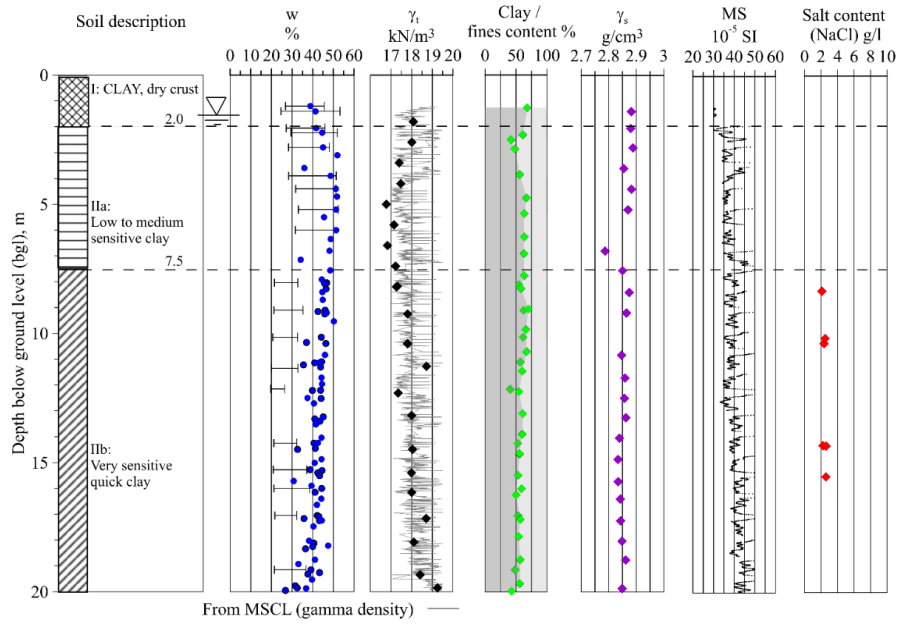 Soil description
w
%
γt
kN/m³
Clay /
fines content %
γs
g/cm³
MS
10⁻⁵ SI
Salt content
(NaCl) g/l
0 10 20 30 40 50 60
17 18 19 20
0 50 100
2.7 2.8 2.9 3
20 30 40 50 60
0 2 4 6 8 10
0
I: CLAY, dry crust
2.0
5
IIa:
Low to medium
sensitive clay
7.5
10
IIb:
Very sensitive
quick clay
15
20
Depth below ground level (bgl), m
From MSCL (gamma density)